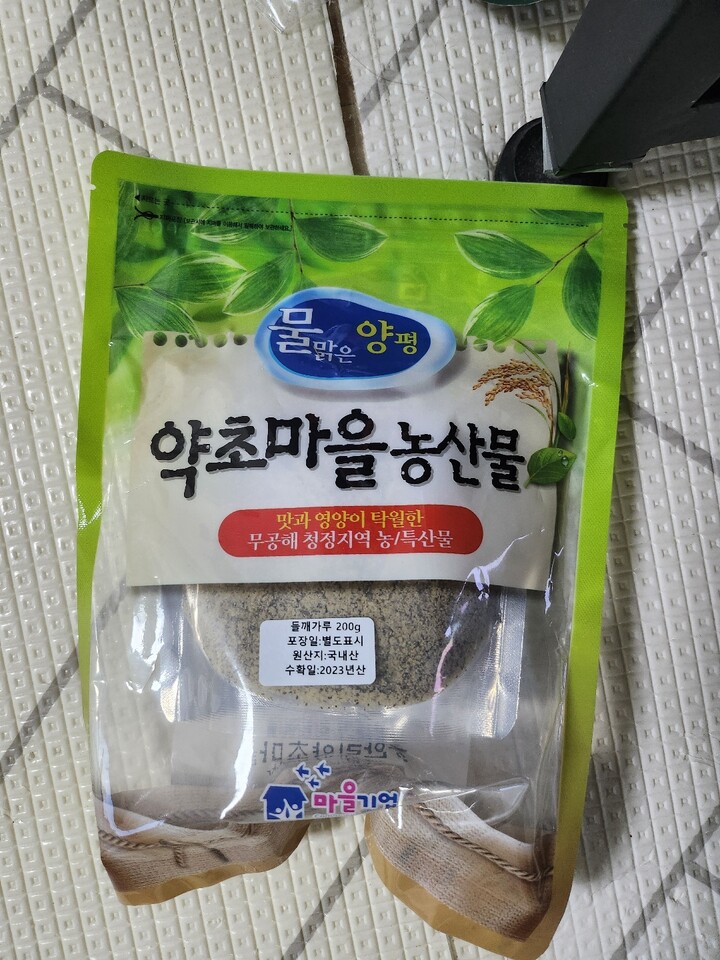 물맑은 양평
약초마을 농산물
맛과 영양이 탁월한
무공해 청정지역 농/특산물
들깨가루 200g
포장일:별도표시
원산지:국내산
수확일:2023년산
마을기업